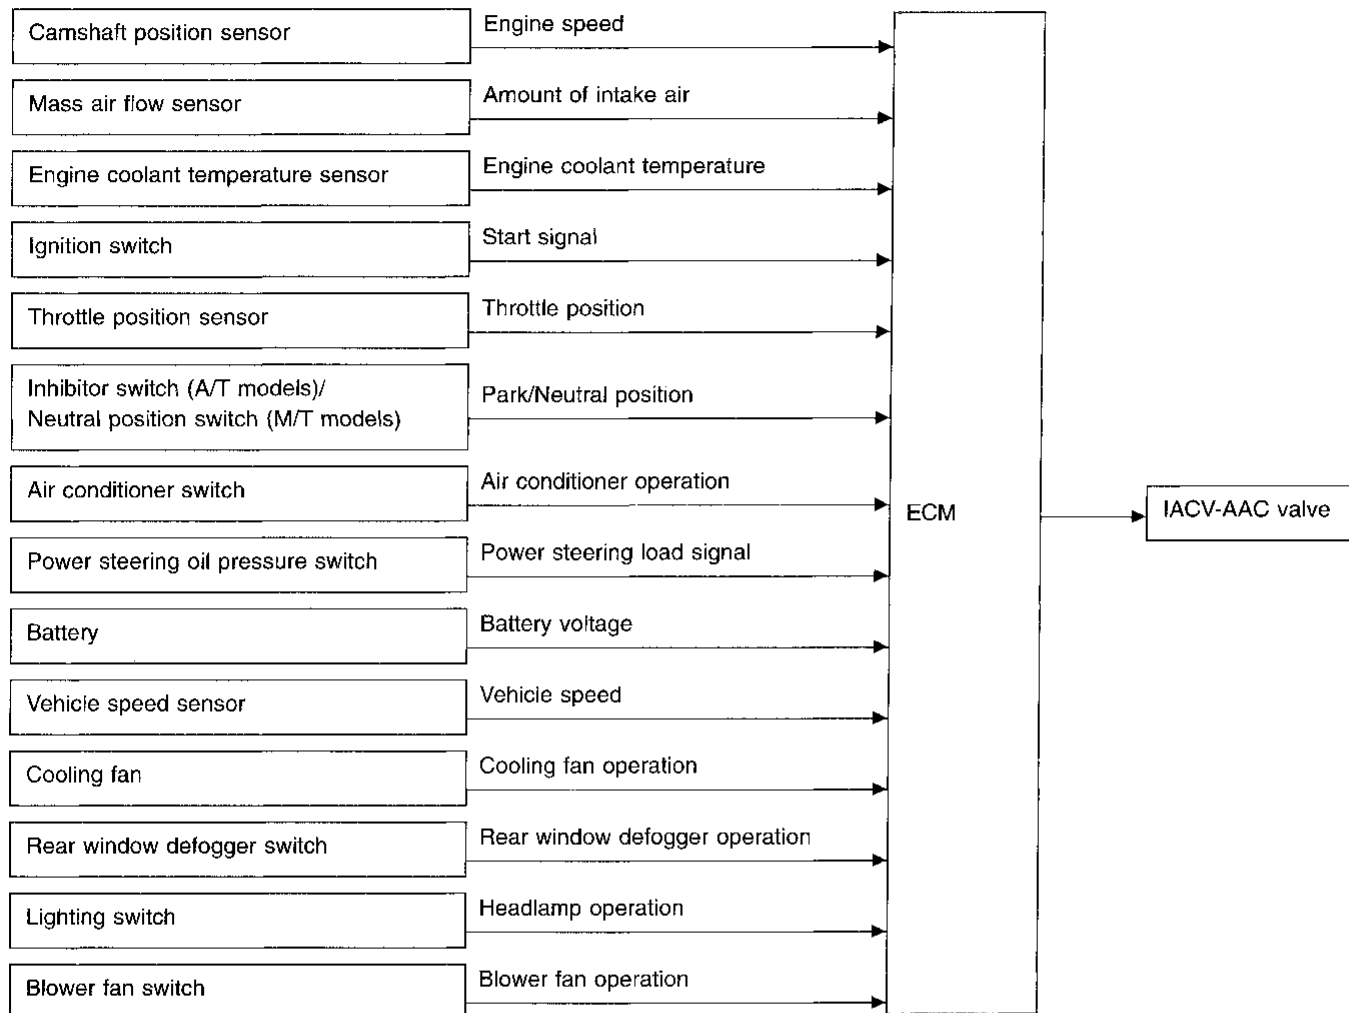 Camshaft position sensor
Engine speed
Mass air flow sensor
Amount of intake air
Engine coolant temperature sensor
Engine coolant temperature
Ignition switch
Start signal
Throttle position sensor
Throttle position
Inhibitor switch (A/T models)/
Neutral position switch (M/T models)
Park/Neutral position
Air conditioner switch
Air conditioner operation
Power steering oil pressure switch
Power steering load signal
Battery
Battery voltage
Vehicle speed sensor
Vehicle speed
Cooling fan
Cooling fan operation
Rear window defogger switch
Rear window defogger operation
Lighting switch
Headlamp operation
Blower fan switch
Blower fan operation
ECM
IACV-AAC valve